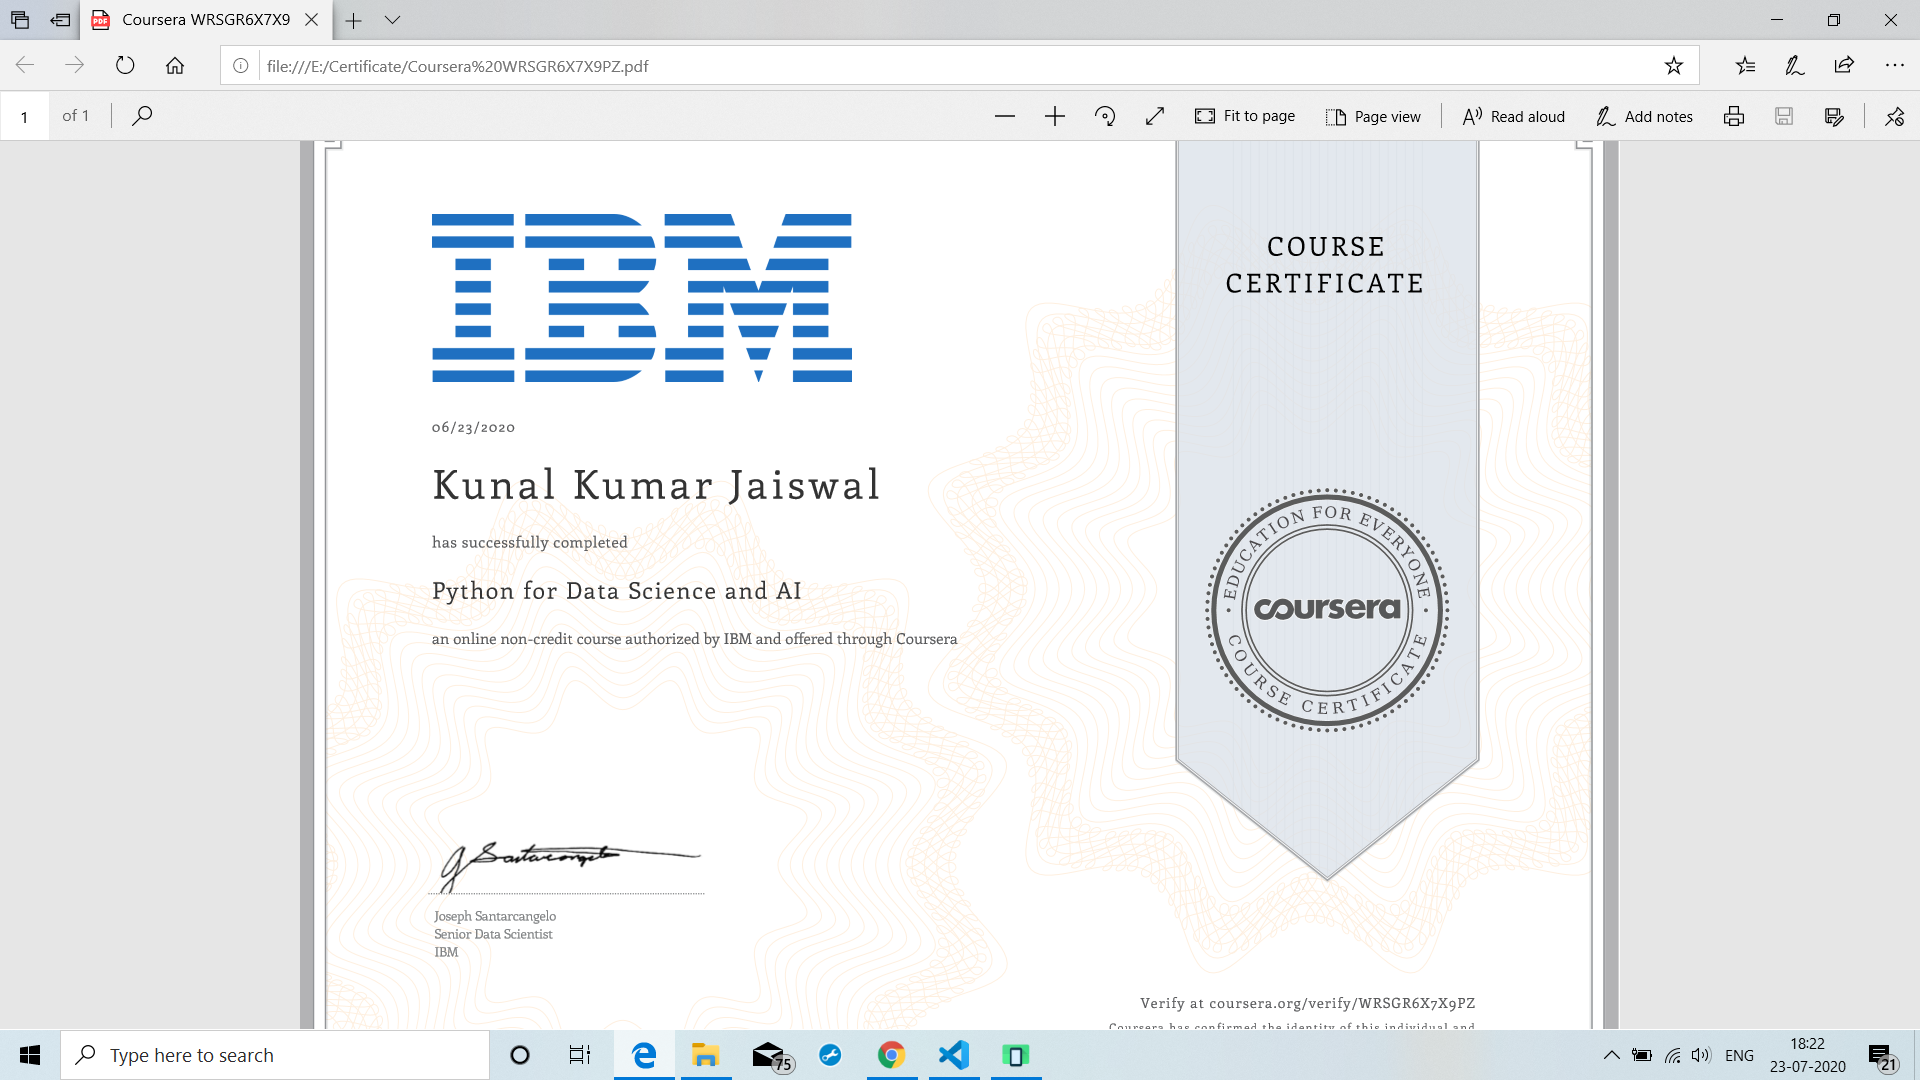 Coursera WRSGR6X7X9
file:///E:/Certificate/Coursera%20WRSGR6X7X9PZ.pdf
1 of 1
Fit to page
Page view
Read aloud
Add notes
IBM
COURSE
CERTIFICATE
06/23/2020
Kunal Kumar Jaiswal
has successfully completed
Python for Data Science and AI
an online non-credit course authorized by IBM and offered through Coursera
EDUCATION FOR EVERYONE
coursera
COURSE CERTIFICATE
J Santarcangelo
Joseph Santarcangelo
Senior Data Scientist
IBM
Verify at coursera.org/verify/WRSGR6X7X9PZ
Coursera has confirmed the identity of this individual and
Type here to search
75
ENG
18:22
23-07-2020
21